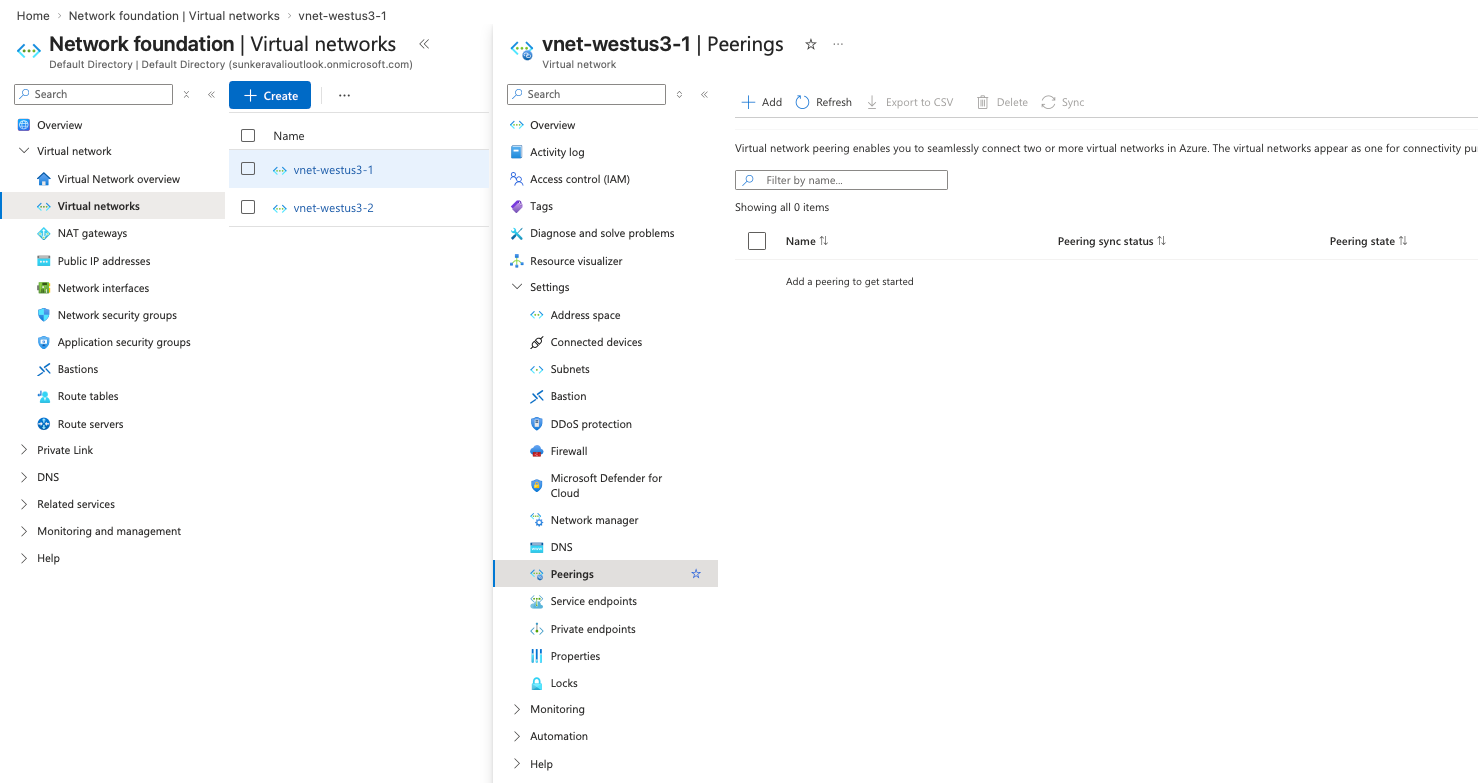 Home > Network foundation | Virtual networks > vnet-westus3-1
Network foundation | Virtual networks
Default Directory | Default Directory (sunkeravalioutlook.onmicrosoft.com)
Search
Overview
Virtual network
Virtual Network overview
Virtual networks
NAT gateways
Public IP addresses
Network interfaces
Network security groups
Application security groups
Bastions
Route tables
Route servers
Private Link
DNS
Related services
Monitoring and management
Help
+ Create
Name
vnet-westus3-1
vnet-westus3-2
vnet-westus3-1 | Peerings
Virtual network
Search
Overview
Activity log
Access control (IAM)
Tags
Diagnose and solve problems
Resource visualizer
Settings
Address space
Connected devices
Subnets
Bastion
DDoS protection
Firewall
Microsoft Defender for
Cloud
Network manager
DNS
Peerings
Service endpoints
Private endpoints
Properties
Locks
Monitoring
Automation
Help
Add Refresh Export to CSV Delete Sync
Virtual network peering enables you to seamlessly connect two or more virtual networks in Azure. The virtual networks appear as one for connectivity pu
Filter by name...
Showing all 0 items
Name Peering sync status Peering state
Add a peering to get started